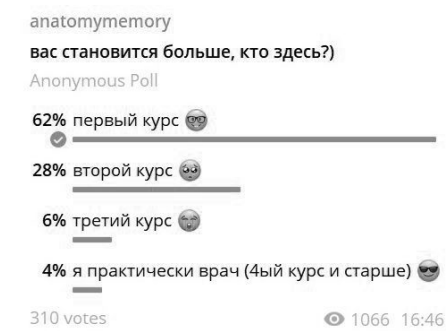 anatomymemory
вас становится больше, кто здесь?)
Anonymous Poll
62% первый курс 🤓
28% второй курс 🥺
6% третий курс 😲
4% я практически врач (4ый курс и старше) 😎
310 votes 1066 16:46